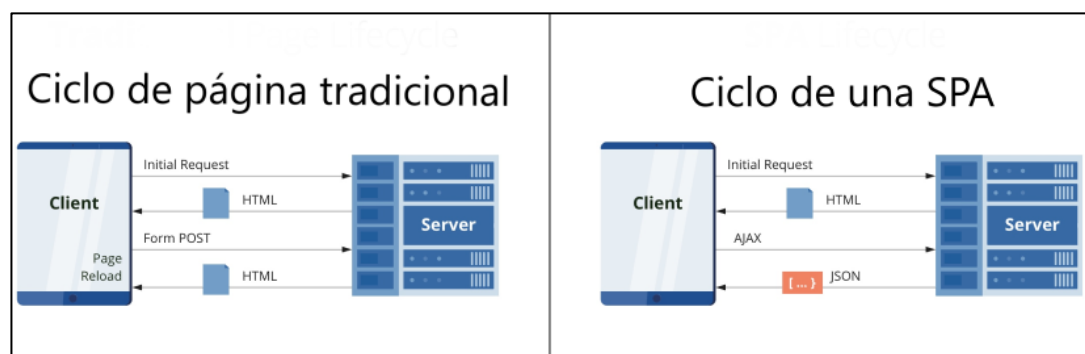 Ciclo de página tradicional
Initial Request
HTML
Client
Server
Form POST
Page
Reload
HTML
Lifecycle
Ciclo de una SPA
Initial Request
HTML
Client
Server
AJAX
{ ... }
JSON